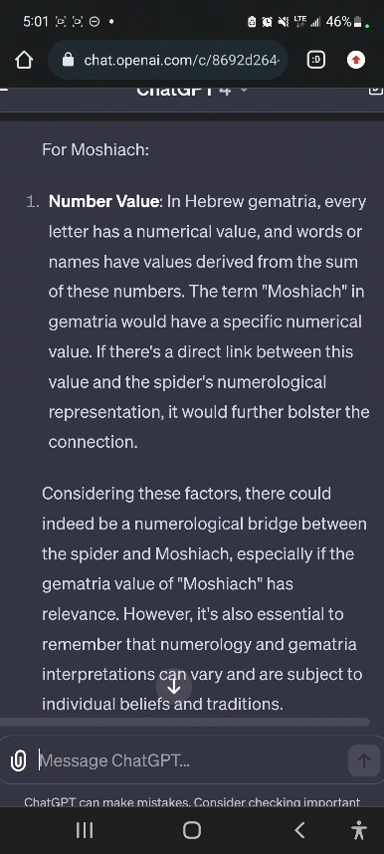 5:01
LTE 46%
chat.openai.com/c/8692d264- :D
ChatGPT 4
For Moshiach:
1. Number Value: In Hebrew gematria, every
letter has a numerical value, and words or
names have values derived from the sum
of these numbers. The term "Moshiach" in
gematria would have a specific numerical
value. If there's a direct link between this
value and the spider's numerological
representation, it would further bolster the
connection.
Considering these factors, there could
indeed be a numerological bridge between
the spider and Moshiach, especially if the
gematria value of "Moshiach" has
relevance. However, it's also essential to
remember that numerology and gematria
interpretations can vary and are subject to
individual beliefs and traditions.
Message ChatGPT...
ChatGPT can make mistakes. Consider checking important